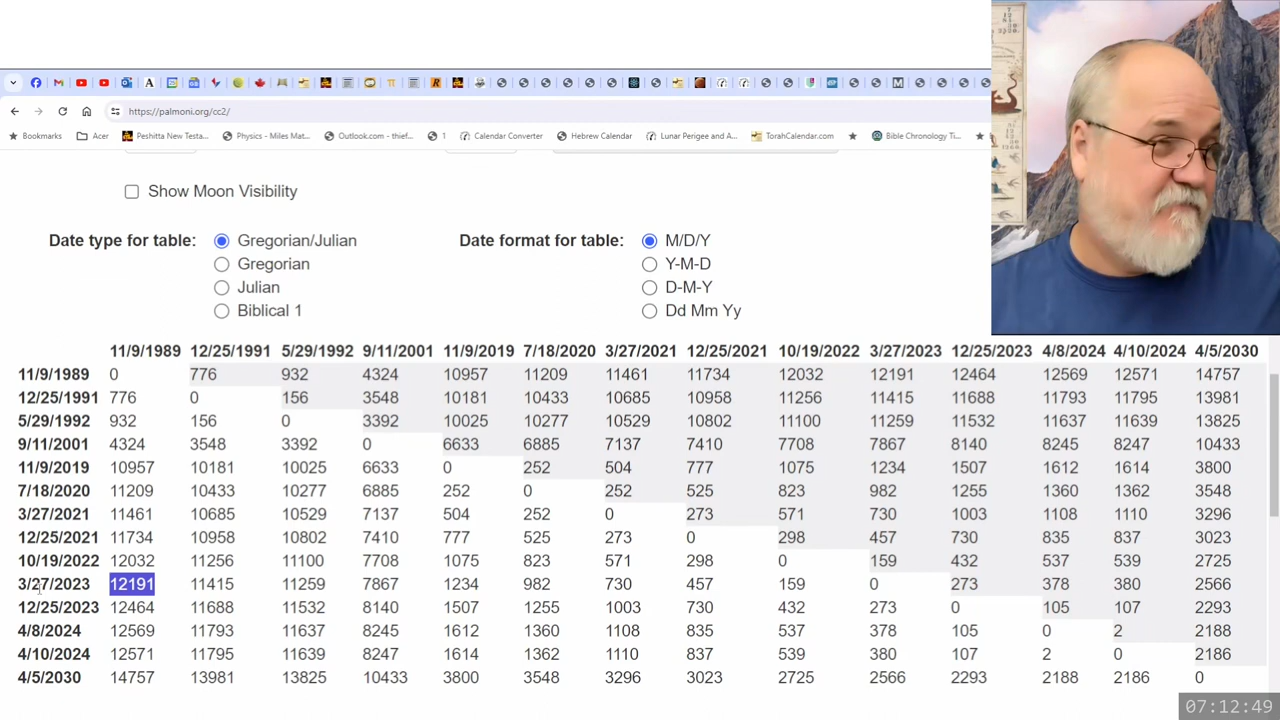 https://palmoni.org/cc2/
Bookmarks Acer Peshitta New Testa... Physics - Miles Mat... Outlook.com - thief... 1 Calendar Converter Hebrew Calendar Lunar Perigee and A... TorahCalendar.com Bible Chronology Ti...
Show Moon Visibility
Date type for table: Gregorian/Julian Date format for table: M/D/Y
Gregorian Y-M-D
Julian D-M-Y
Biblical 1 Dd Mm Yy
11/9/1989 12/25/1991 5/29/1992 9/11/2001 11/9/2019 7/18/2020 3/27/2021 12/25/2021 10/19/2022 3/27/2023 12/25/2023 4/8/2024 4/10/2024 4/5/2030
11/9/1989 0 776 932 4324 10957 11209 11461 11734 12032 12191 12464 12569 12571 14757
12/25/1991 776 0 156 3548 10181 10433 10685 10958 11256 11415 11688 11793 11795 13981
5/29/1992 932 156 0 3392 10025 10277 10529 10802 11100 11259 11532 11637 11639 13825
9/11/2001 4324 3548 3392 0 6633 6885 7137 7410 7708 7867 8140 8245 8247 10433
11/9/2019 10957 10181 10025 6633 0 252 504 777 1075 1234 1507 1612 1614 3800
7/18/2020 11209 10433 10277 6885 252 0 252 525 823 982 1255 1360 1362 3548
3/27/2021 11461 10685 10529 7137 504 252 0 273 571 730 1003 1108 1110 3296
12/25/2021 11734 10958 10802 7410 777 525 273 0 298 457 730 835 837 3023
10/19/2022 12032 11256 11100 7708 1075 823 571 298 0 159 432 537 539 2725
3/27/2023 12191 11415 11259 7867 1234 982 730 457 159 0 273 378 380 2566
12/25/2023 12464 11688 11532 8140 1507 1255 1003 730 432 273 0 105 107 2293
4/8/2024 12569 11793 11637 8245 1612 1360 1108 835 537 378 105 0 2 2188
4/10/2024 12571 11795 11639 8247 1614 1362 1110 837 539 380 107 2 0 2186
4/5/2030 14757 13981 13825 10433 3800 3548 3296 3023 2725 2566 2293 2188 2186 0
07:12:49